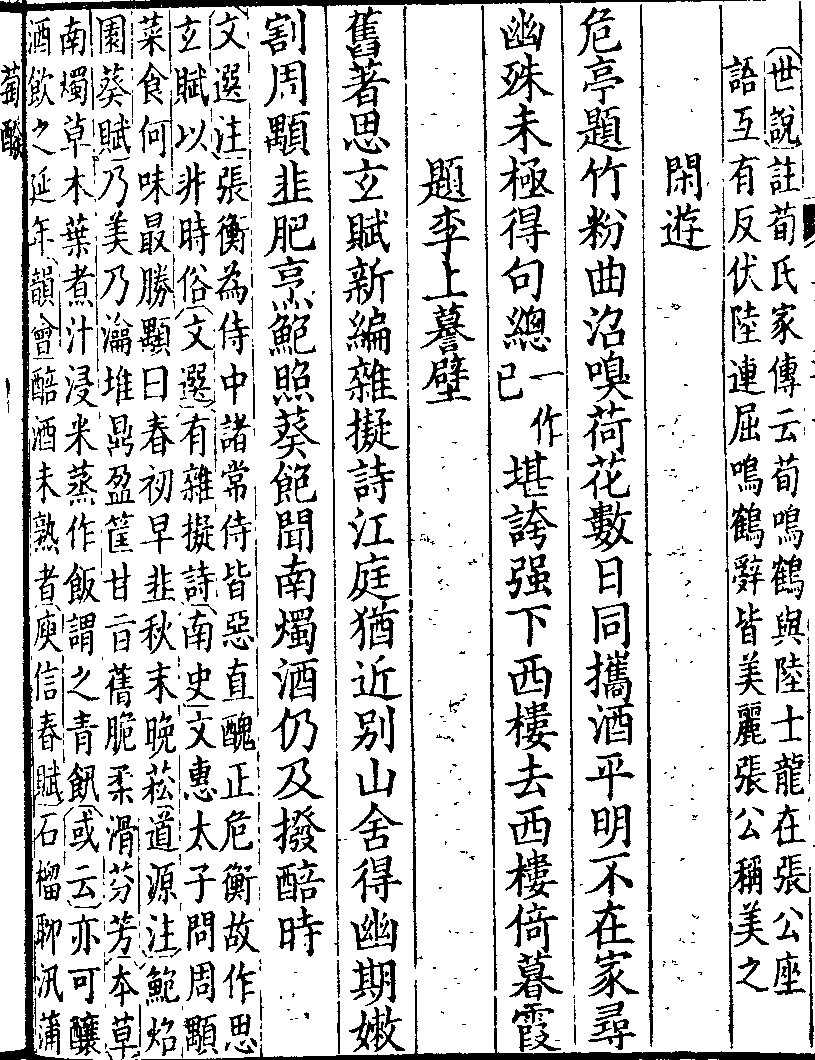 世說註荀氏家傳云荀鳴鶴與陸士龍在張公座
語互有反伏陸連屈鳴鶴辭皆美麗張公稱美之
閑遊
危亭題竹粉曲沼嗅荷花數日同攜酒平明不在家尋
幽殊未極得句總一作已堪誇强下西樓去西樓倚暮霞
題李上謩壁
舊著思玄賦新編雜擬詩江庭猶近別山舍得幽期嫩
割周顒韭肥烹鮑照葵飽聞南燭酒仍及撥醅時
文選注張衡為侍中諸常侍皆惡直醜正危衡故作思
玄賦以非時俗文選有雜擬詩南史文惠太子問周顒
菜食何味最勝顒曰春初早韭秋末晚菘道源注鮑炤
園葵賦乃美乃瀹堆鼎盈筐甘旨蒨脆柔滑芬芳本草
南燭草木葉煮汁浸米蒸作飯謂之青飢或云亦可釀
酒飲之延年韻會醅酒未熟者庾信春賦石榴聊汎蒲
萄醱